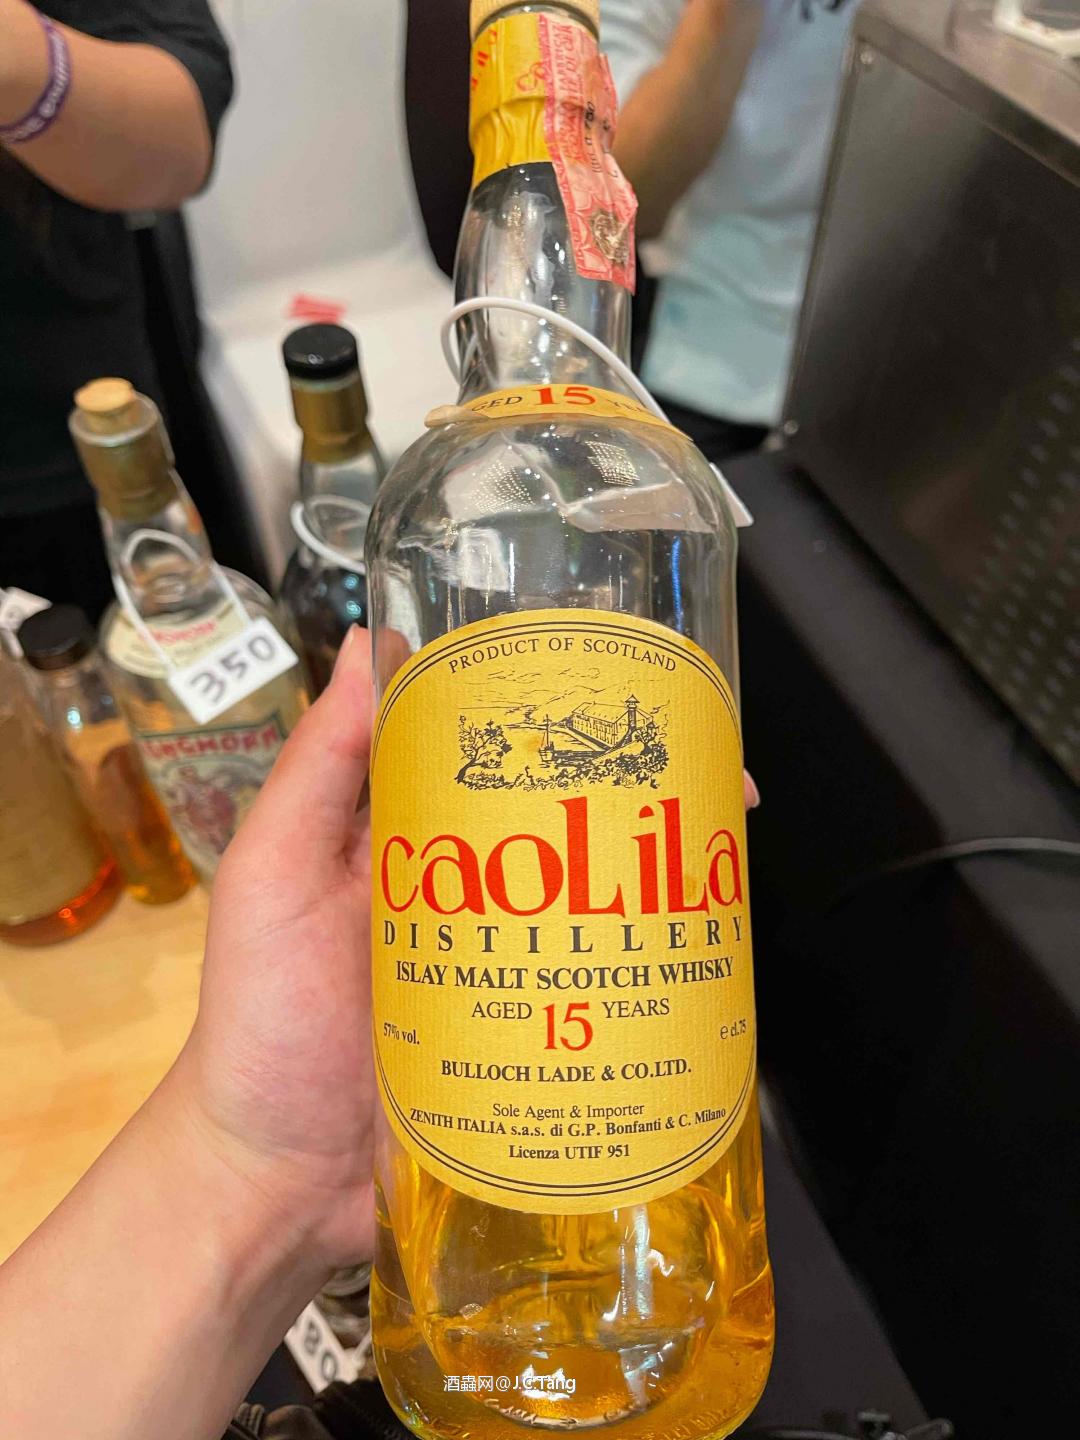 AGED 15
350
PRODUCT OF SCOTLAND
caoLiLa
DISTILLERY
ISLAY MALT SCOTCH WHISKY
AGED 15 YEARS
57% vol.
e cl.75
BULLOCH LADE & CO.LTD.
Sole Agent & Importer
ZENITH ITALIA s.a.s. di G.P. Bonfanti & C. Milano
Licenza UTIF 951
80
酒蟲网@J.C.Tang